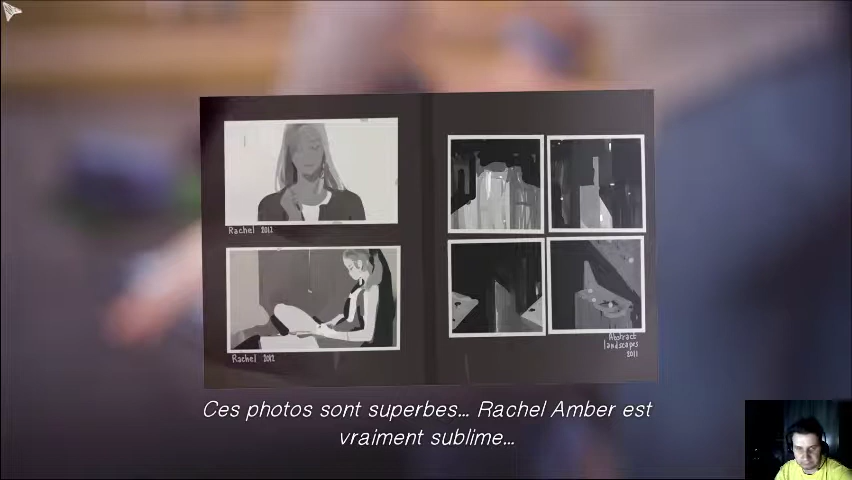 Rachel 2012
Rachel 2012
Abstract
landscapes
2011
Ces photos sont superbes... Rachel Amber est
vraiment sublime...